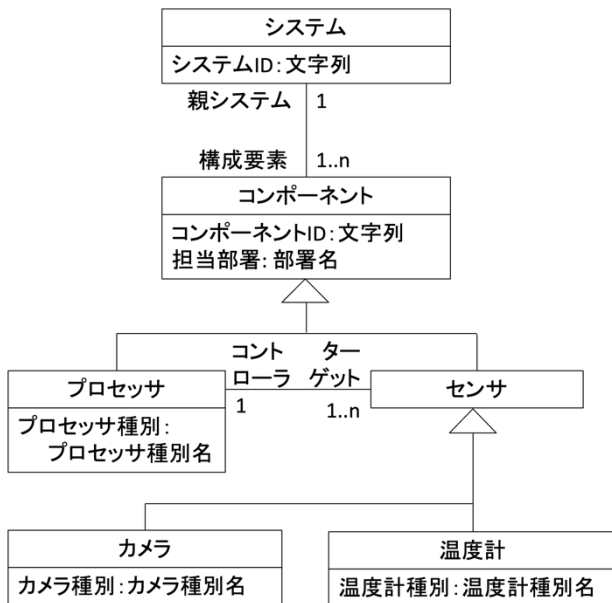 システム
システムID:文字列
親システム 1
構成要素 1..n
コンポーネント
コンポーネントID:文字列
担当部署:部署名
コント ター
ローラ ゲット
プロセッサ
センサ
1 1..n
プロセッサ種別:
プロセッサ種別名
カメラ
温度計
カメラ種別:カメラ種別名
温度計種別:温度計種別名